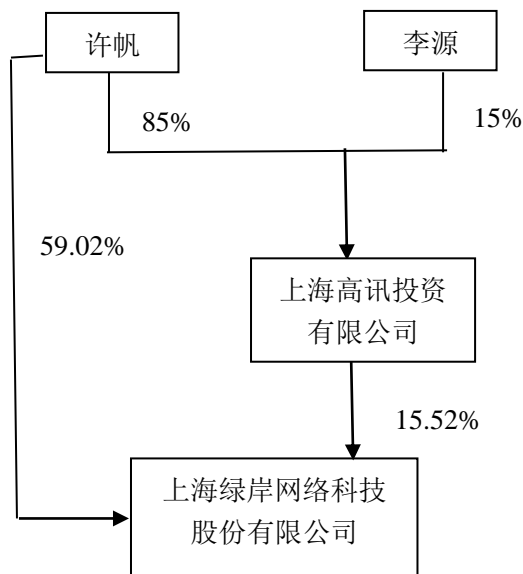 许帆
李源
85%
15%
59.02%
上海高讯投资
有限公司
15.52%
上海绿岸网络科技
股份有限公司